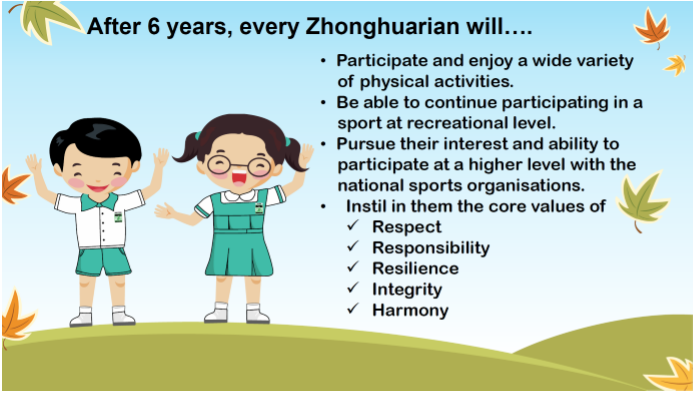 After 6 years, every Zhonghuarian will….
• Participate and enjoy a wide variety
of physical activities.
• Be able to continue participating in a
sport at recreational level.
• Pursue their interest and ability to
participate at a higher level with the
national sports organisations.
• Instil in them the core values of
✓ Respect
✓ Responsibility
✓ Resilience
✓ Integrity
✓ Harmony